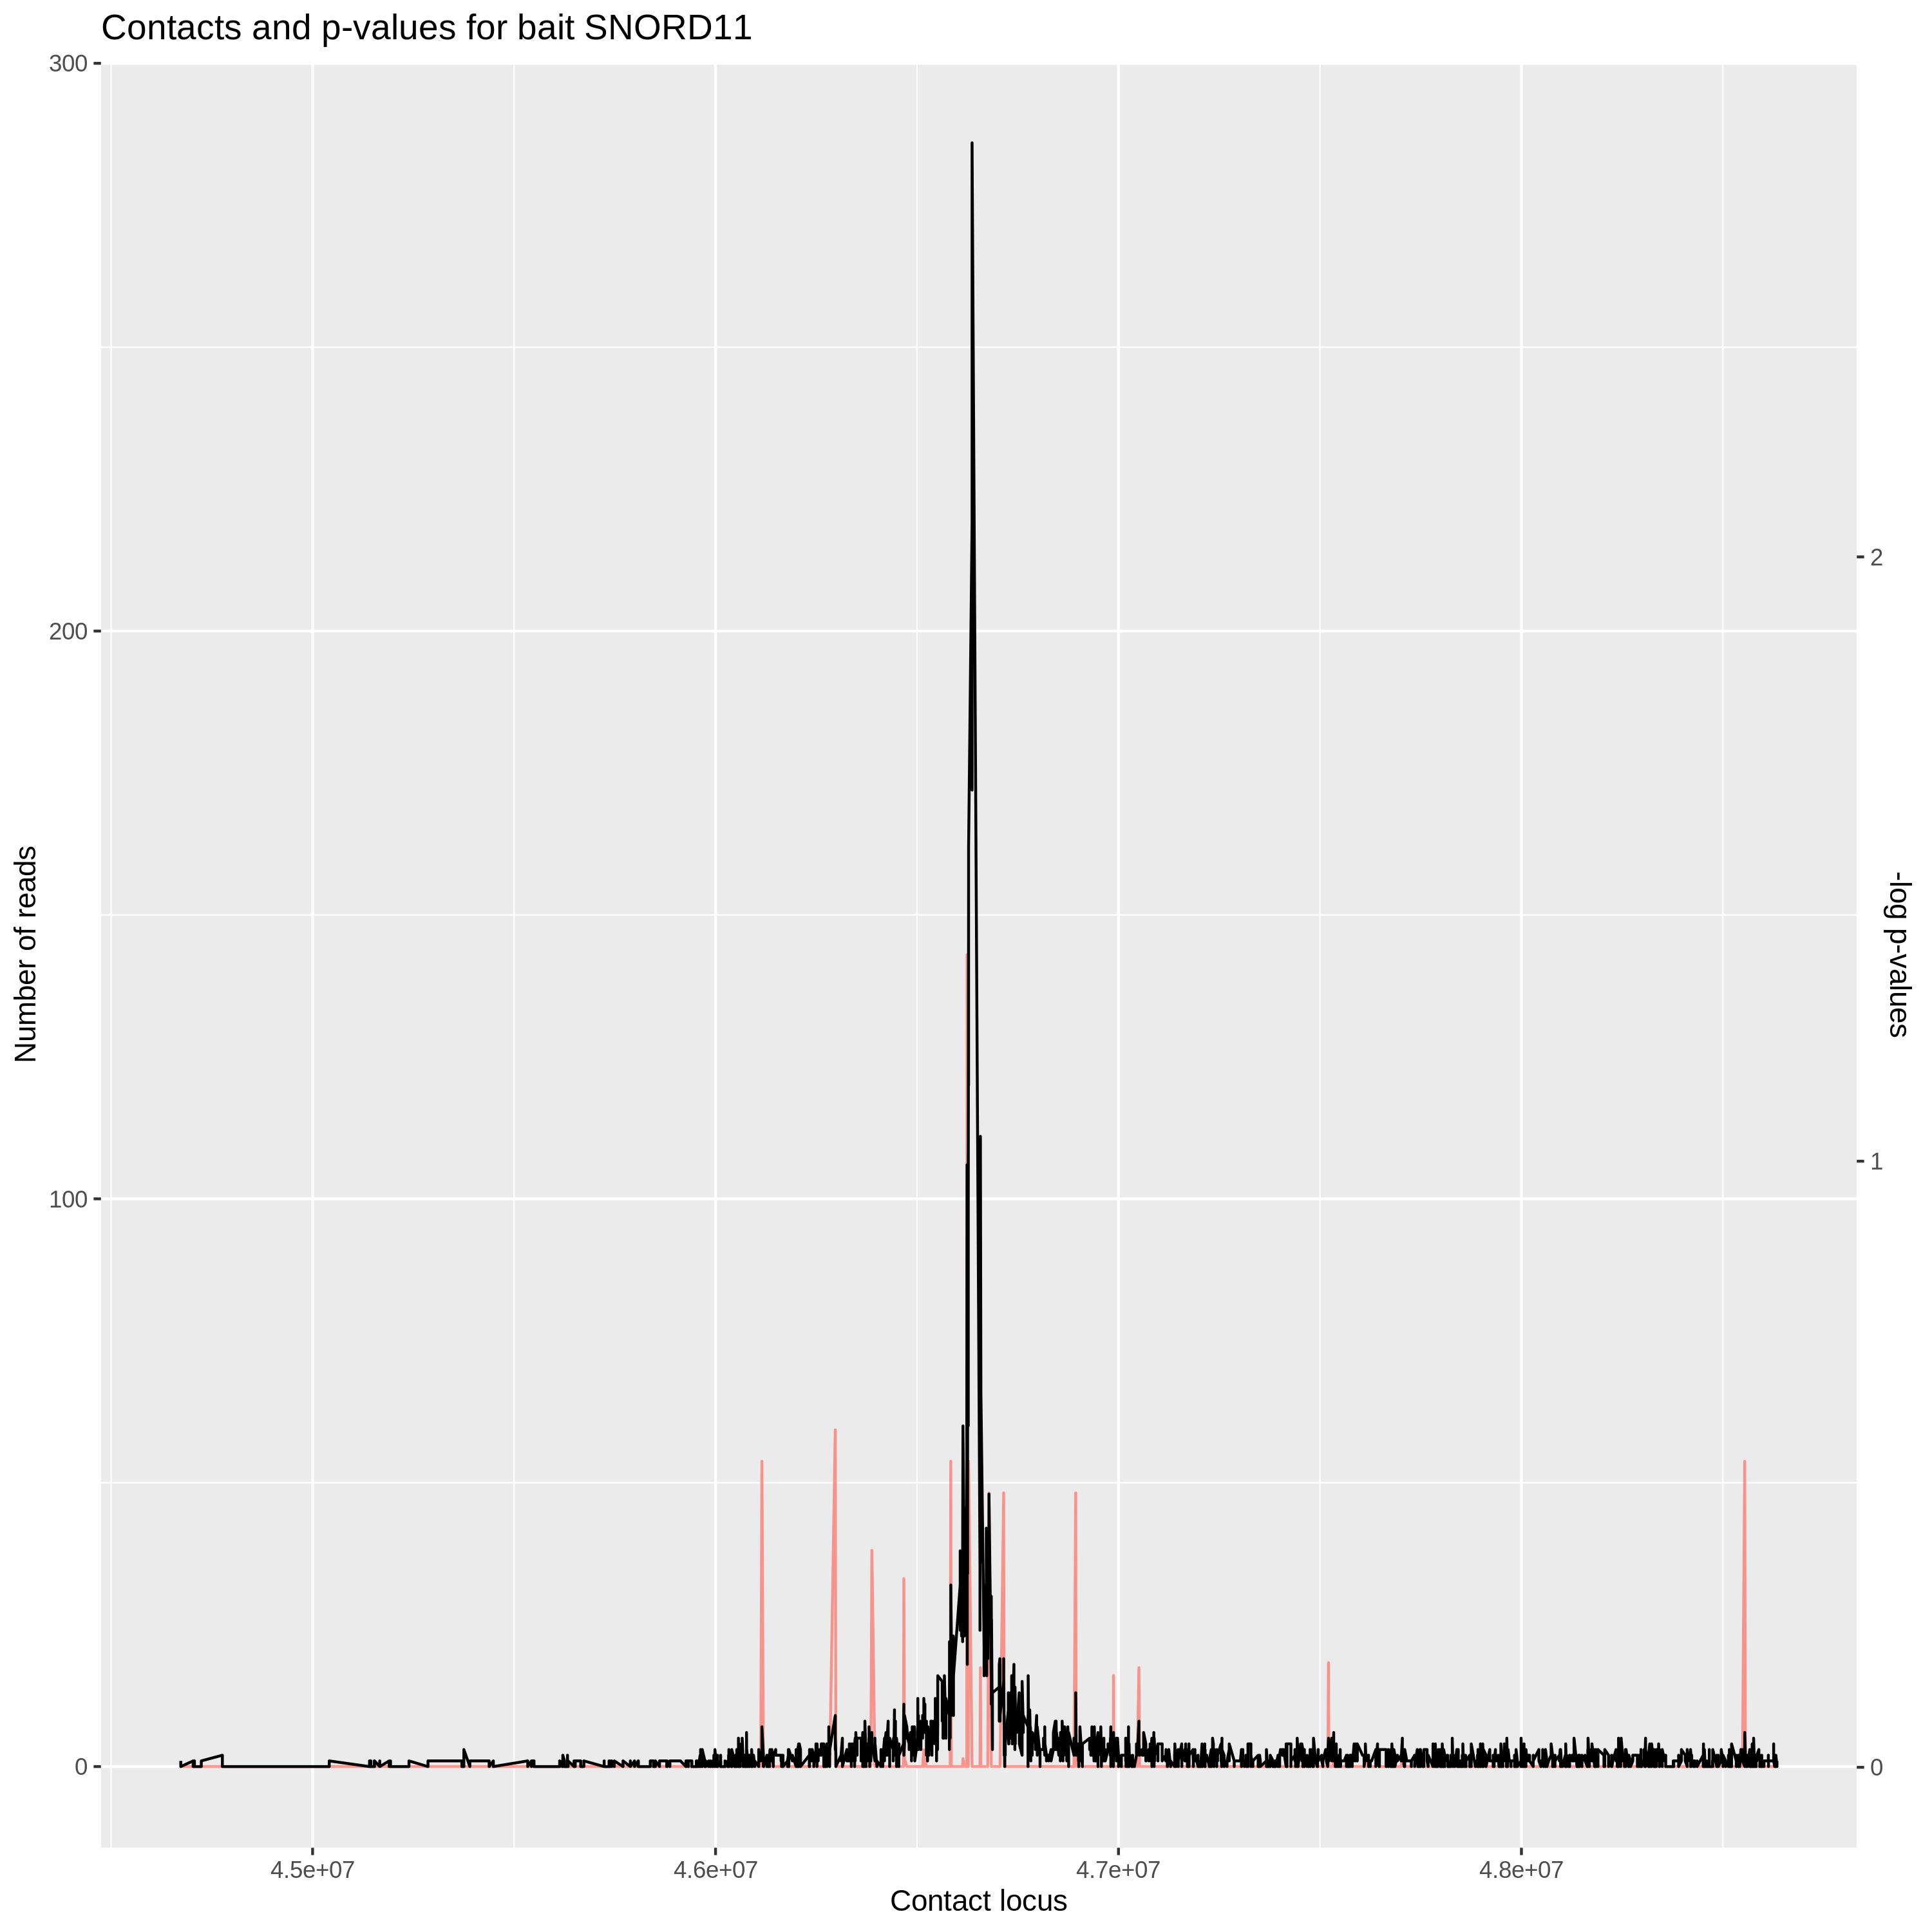 Contacts and p-values for bait SNORD11
300
200
100
0
Number of reads
2
1
0
-log p-values
4.5e+07
4.6e+07
4.7e+07
4.8e+07
Contact locus